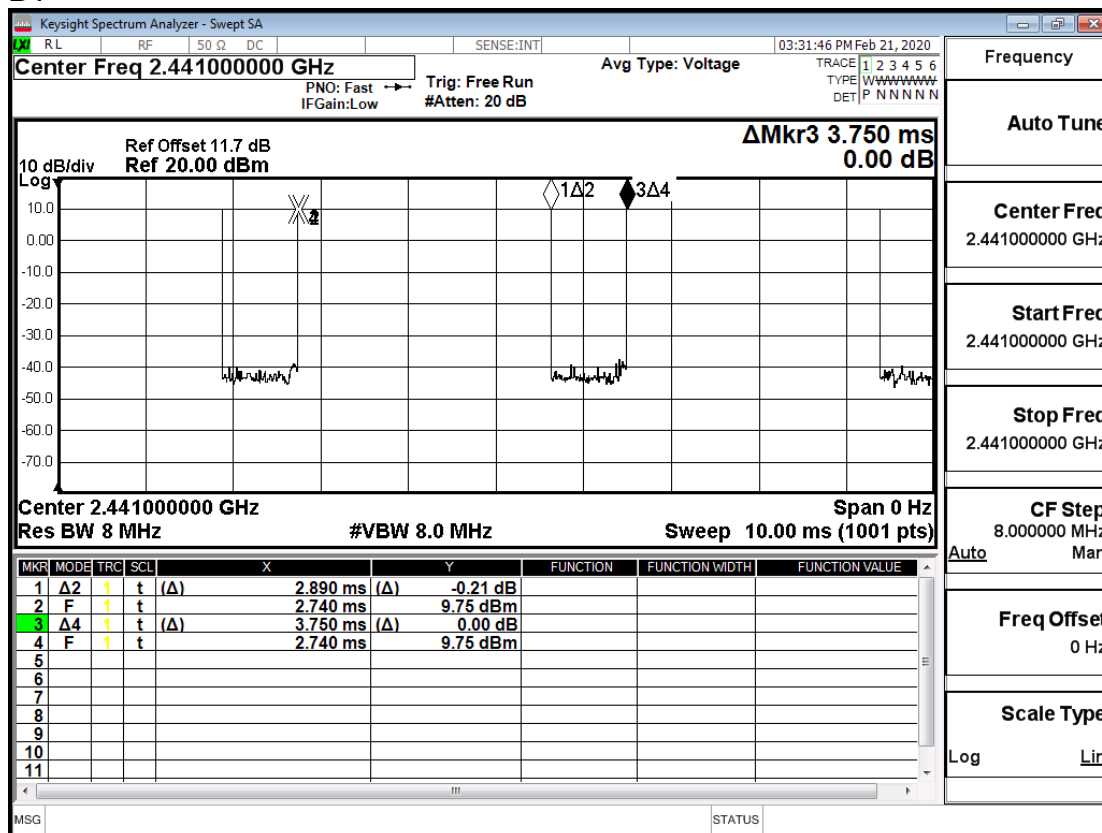 Keysight Spectrum Analyzer - Swept SA
LXI RL RF 50 Ω DC SENSE:INT 03:31:46 PM Feb 21, 2020
Center Freq 2.441000000 GHz
PNO: Fast
IFGain:Low
Trig: Free Run
#Atten: 20 dB
Avg Type: Voltage
TRACE 1 2 3 4 5 6
TYPE WWWWWWW
DET P N N N N N
Ref Offset 11.7 dB
10 dB/div Ref 20.00 dBm
Log
ΔMkr3 3.750 ms
0.00 dB
1Δ2 3Δ4
10.0
0.00
-10.0
-20.0
-30.0
-40.0
-50.0
-60.0
-70.0
Center 2.441000000 GHz Span 0 Hz
Res BW 8 MHz #VBW 8.0 MHz Sweep 10.00 ms (1001 pts)
MKR MODE TRC SCL X Y FUNCTION FUNCTION WIDTH FUNCTION VALUE
1 Δ2 1 t (Δ) 2.890 ms (Δ) -0.21 dB
2 F 1 t 2.740 ms 9.75 dBm
3 Δ4 1 t (Δ) 3.750 ms (Δ) 0.00 dB
4 F 1 t 2.740 ms 9.75 dBm
5
6
7
8
9
10
11
MSG STATUS
Frequency
Auto Tune
Center Freq
2.441000000 GHz
Start Freq
2.441000000 GHz
Stop Freq
2.441000000 GHz
CF Step
8.000000 MHz
Auto Man
Freq Offset
0 Hz
Scale Type
Log Lin